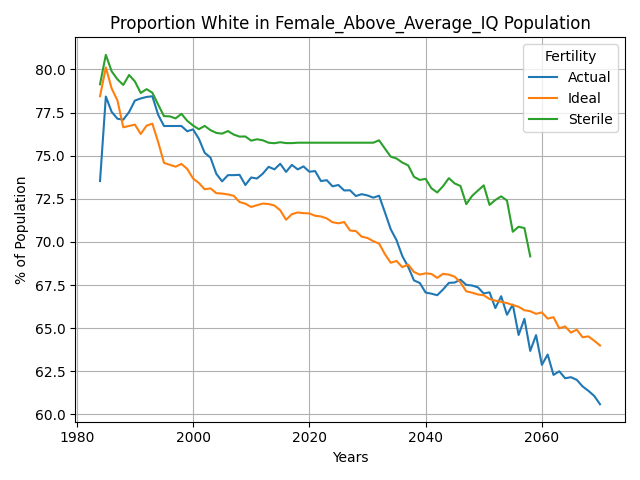 Proportion White in Female_Above_Average_IQ Population
% of Population
80.0
77.5
75.0
72.5
70.0
67.5
65.0
62.5
60.0
Fertility
Actual
Ideal
Sterile
1980 2000 2020 2040 2060
Years